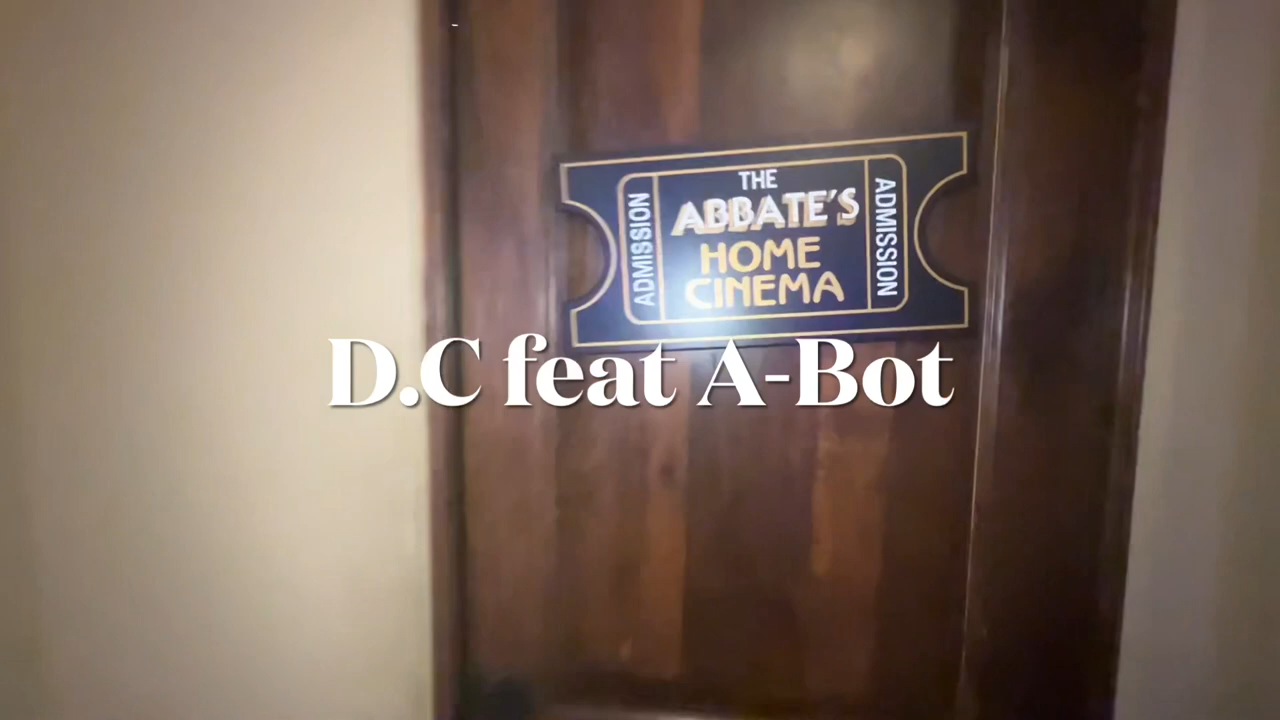 THE
ABBATE'S
HOME
CINEMA
ADMISSION
ADMISSION
D.C feat A-Bot